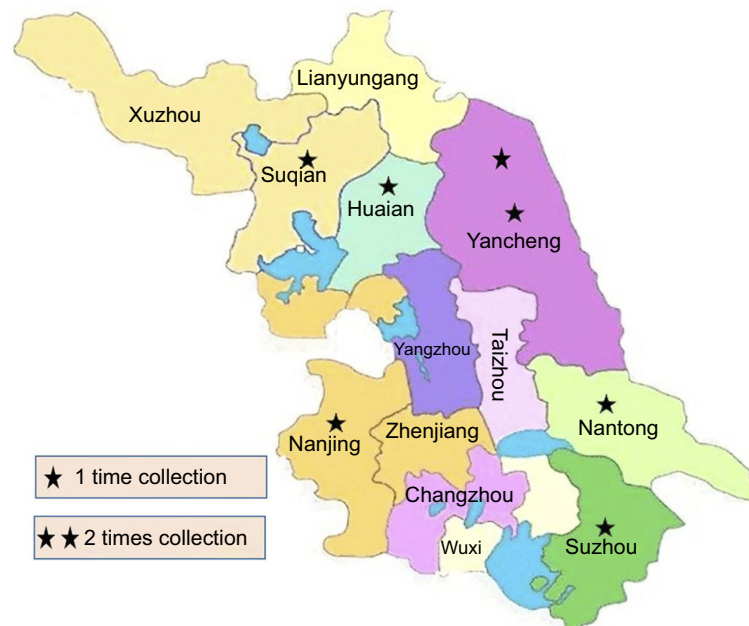 Lianyungang
Xuzhou
Suqian
Huaian
Yancheng
Yangzhou
Taizhou
Nanjing
Zhenjiang
Nantong
★ 1 time collection
Changzhou
★★ 2 times collection
Wuxi
Suzhou